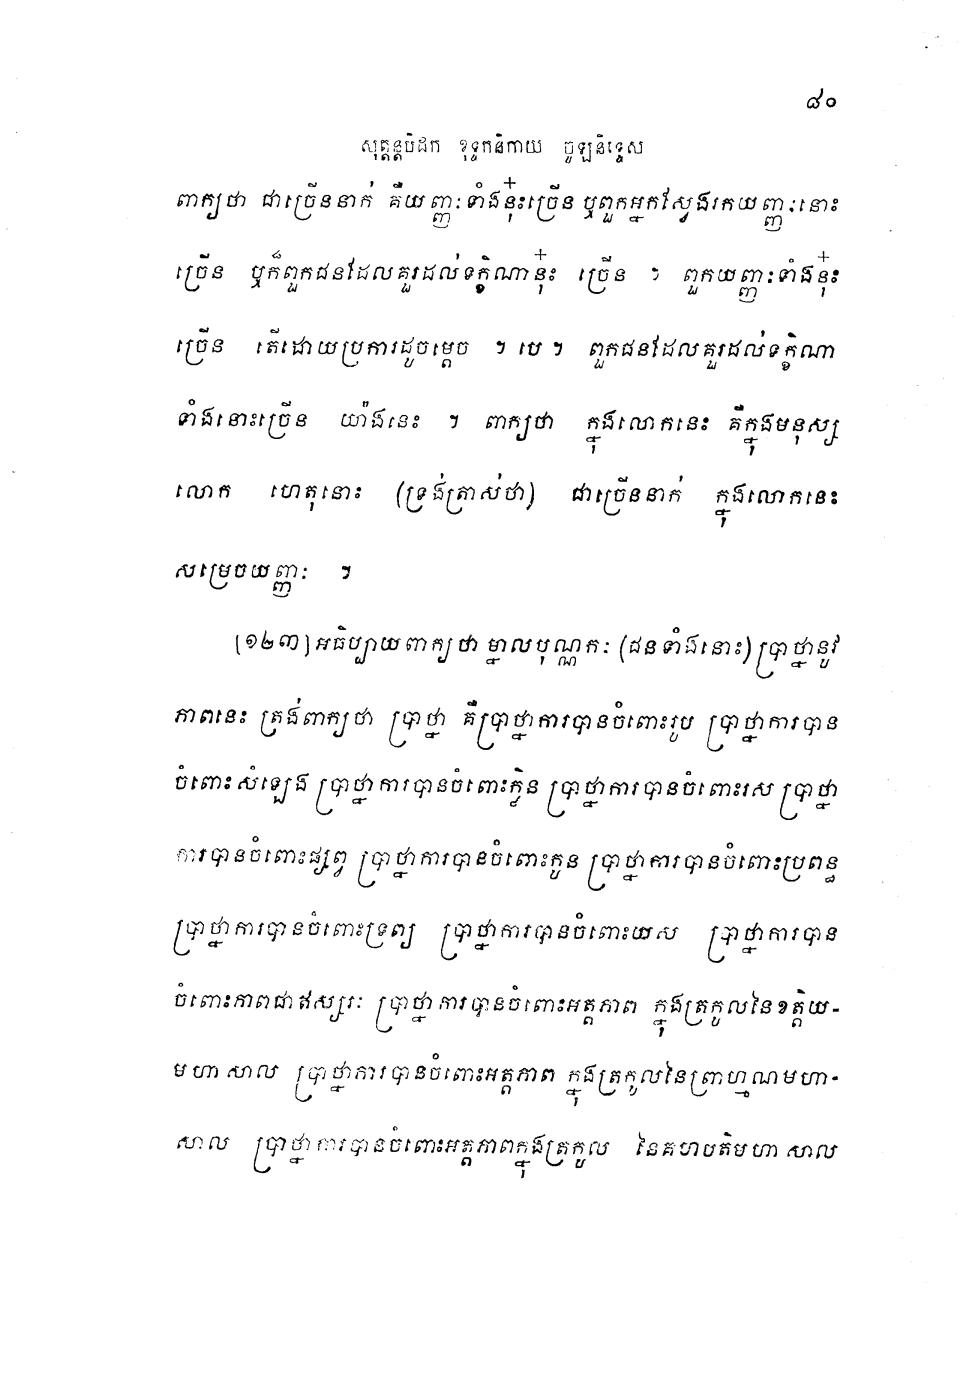 ៨០
សុត្តន្តបិដក ខុទ្ទកនិកាយ ចូឡនិទ្ទេស
ពាក្យថា ជាច្រើននាក់ គឺយញ្ញៈទាំងនុ៎ះច្រើន ឬពួកអ្នកស្វែងរកយញ្ញៈនោះ
ច្រើន ឬក៏ពួកជនដែលគួរដល់ទក្ខិណានុ៎ះ ច្រើន ។ ពួកយញ្ញៈទាំងនុ៎ះ
ច្រើន តើដោយប្រការដូចម្តេច ។ បេ ។ ពួកជនដែលគួរដល់ទក្ខិណា
ទាំងនោះច្រើន យ៉ាងនេះ ។ ពាក្យថា ក្នុងលោកនេះ គឺក្នុងមនុស្ស
លោក ហេតុនោះ (ទ្រង់ត្រាស់ថា) ជាច្រើននាក់ ក្នុងលោកនេះ
សម្រេចយញ្ញៈ ។
[១២៣] អធិប្បាយពាក្យថា ម្នាលបុណ្ណកៈ (ជនទាំងនោះ) ប្រាថ្នានូវ
ភាពនេះ ត្រង់ពាក្យថា ប្រាថ្នា គឺប្រាថ្នាការបានចំពោះរូប ប្រាថ្នាការបាន
ចំពោះសំឡេង ប្រាថ្នាការបានចំពោះក្លិន ប្រាថ្នាការបានចំពោះរស ប្រាថ្នា
ការបានចំពោះផ្សព្វ ប្រាថ្នាការបានចំពោះកូន ប្រាថ្នាការបានចំពោះប្រពន្ធ
ប្រាថ្នាការបានចំពោះទ្រព្យ ប្រាថ្នាការបានចំពោះយស ប្រាថ្នាការបាន
ចំពោះភាពជាឥស្សរៈ ប្រាថ្នាការបានចំពោះអត្តភាព ក្នុងត្រកូលនៃខត្តិយ-
មហាសាល ប្រាថ្នាការបានចំពោះអត្តភាព ក្នុងត្រកូលនៃព្រាហ្មណមហា-
សាល ប្រាថ្នាការបានចំពោះអត្តភាពក្នុងត្រកូល នៃគហបតិមហាសាល